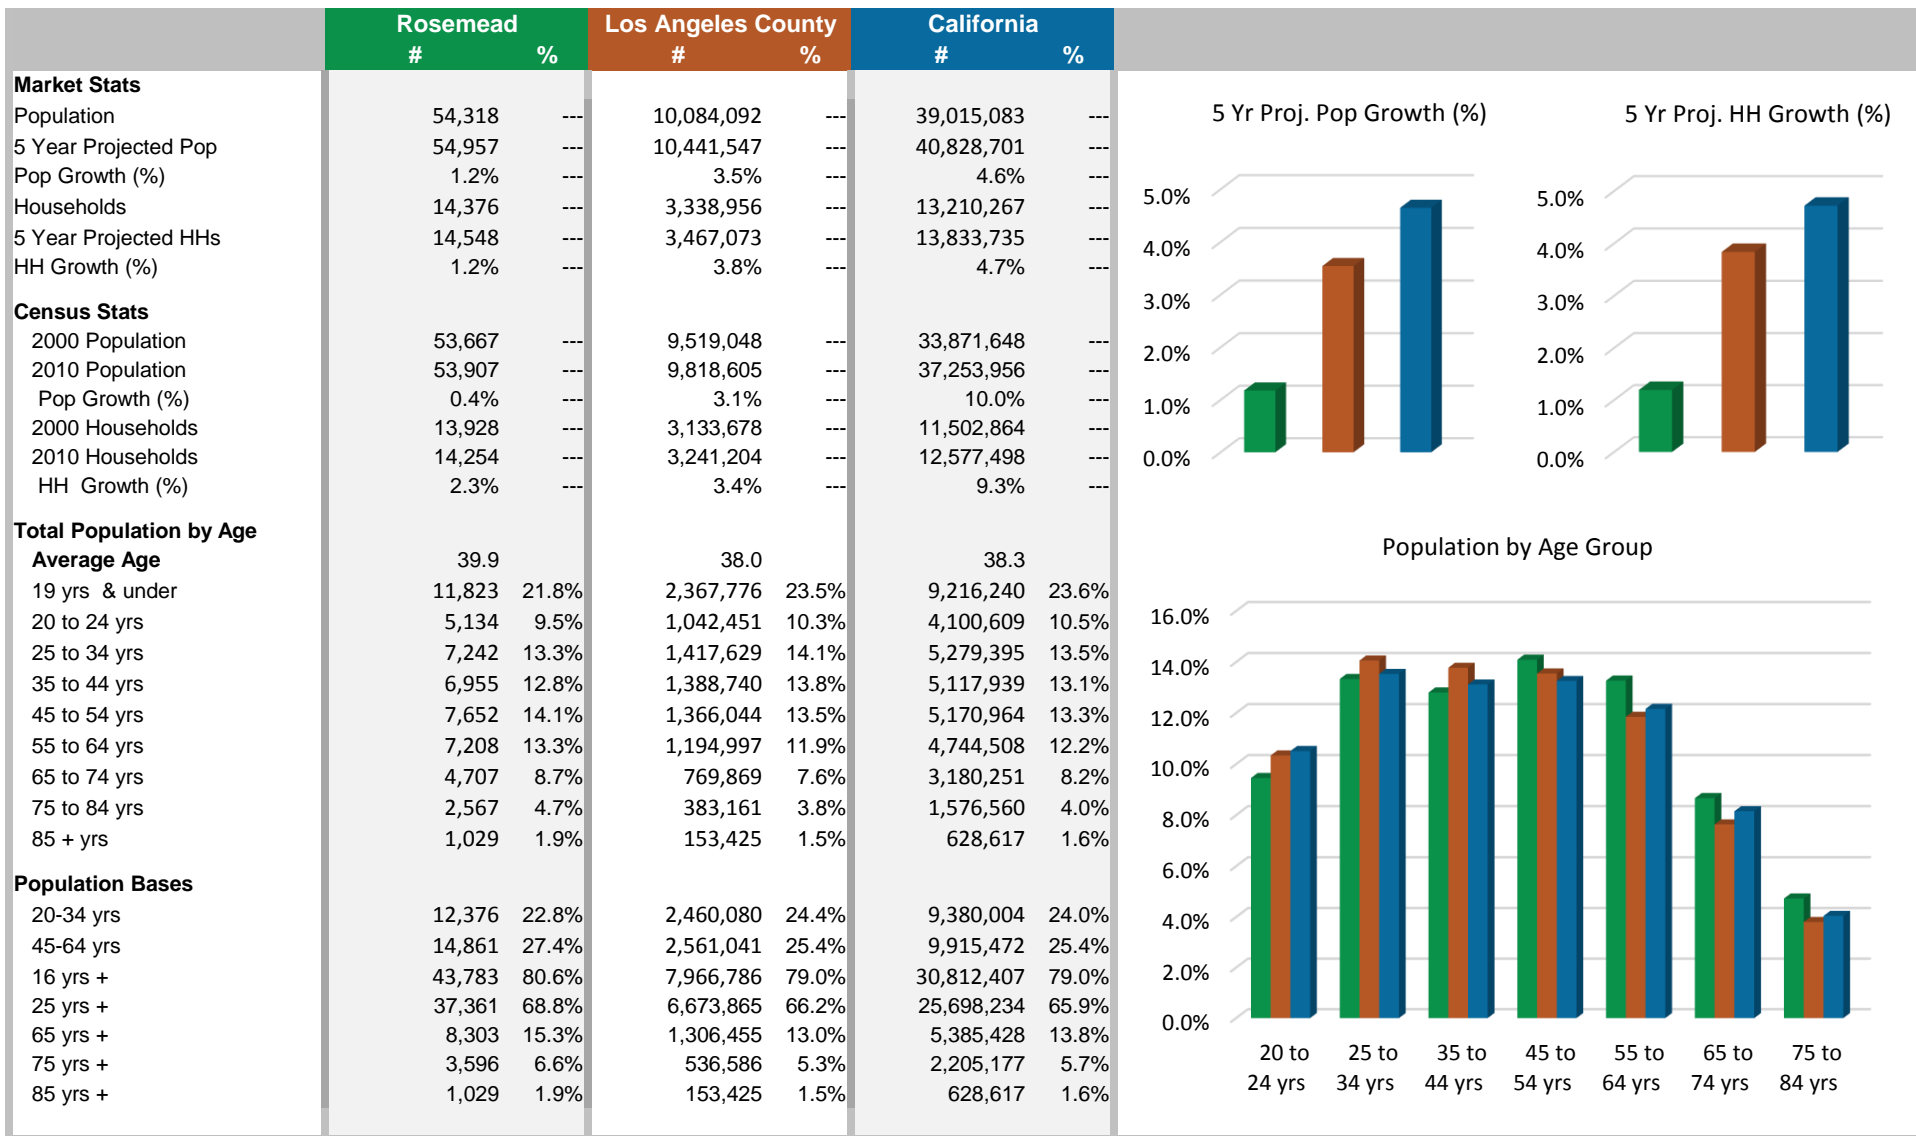 Rosemead Los Angeles County California
# % # % # %
Market Stats
Population 54,318 --- 10,084,092 --- 39,015,083 ---
5 Year Projected Pop 54,957 --- 10,441,547 --- 40,828,701 ---
Pop Growth (%) 1.2% --- 3.5% --- 4.6% ---
Households 14,376 --- 3,338,956 --- 13,210,267 ---
5 Year Projected HHs 14,548 --- 3,467,073 --- 13,833,735 ---
HH Growth (%) 1.2% --- 3.8% --- 4.7% ---
Census Stats
2000 Population 53,667 --- 9,519,048 --- 33,871,648 ---
2010 Population 53,907 --- 9,818,605 --- 37,253,956 ---
Pop Growth (%) 0.4% --- 3.1% --- 10.0% ---
2000 Households 13,928 --- 3,133,678 --- 11,502,864 ---
2010 Households 14,254 --- 3,241,204 --- 12,577,498 ---
HH Growth (%) 2.3% --- 3.4% --- 9.3% ---
Total Population by Age
Average Age 39.9 38.0 38.3
19 yrs & under 11,823 21.8% 2,367,776 23.5% 9,216,240 23.6%
20 to 24 yrs 5,134 9.5% 1,042,451 10.3% 4,100,609 10.5%
25 to 34 yrs 7,242 13.3% 1,417,629 14.1% 5,279,395 13.5%
35 to 44 yrs 6,955 12.8% 1,388,740 13.8% 5,117,939 13.1%
45 to 54 yrs 7,652 14.1% 1,366,044 13.5% 5,170,964 13.3%
55 to 64 yrs 7,208 13.3% 1,194,997 11.9% 4,744,508 12.2%
65 to 74 yrs 4,707 8.7% 769,869 7.6% 3,180,251 8.2%
75 to 84 yrs 2,567 4.7% 383,161 3.8% 1,576,560 4.0%
85 + yrs 1,029 1.9% 153,425 1.5% 628,617 1.6%
Population Bases
20-34 yrs 12,376 22.8% 2,460,080 24.4% 9,380,004 24.0%
45-64 yrs 14,861 27.4% 2,561,041 25.4% 9,915,472 25.4%
16 yrs + 43,783 80.6% 7,966,786 79.0% 30,812,407 79.0%
25 yrs + 37,361 68.8% 6,673,865 66.2% 25,698,234 65.9%
65 yrs + 8,303 15.3% 1,306,455 13.0% 5,385,428 13.8%
75 yrs + 3,596 6.6% 536,586 5.3% 2,205,177 5.7%
85 yrs + 1,029 1.9% 153,425 1.5% 628,617 1.6%
5 Yr Proj. Pop Growth (%)
5.0%
4.0%
3.0%
2.0%
1.0%
0.0%
5 Yr Proj. HH Growth (%)
5.0%
4.0%
3.0%
2.0%
1.0%
0.0%
Population by Age Group
16.0%
14.0%
12.0%
10.0%
8.0%
6.0%
4.0%
2.0%
0.0%
20 to 25 to 35 to 45 to 55 to 65 to 75 to
24 yrs 34 yrs 44 yrs 54 yrs 64 yrs 74 yrs 84 yrs